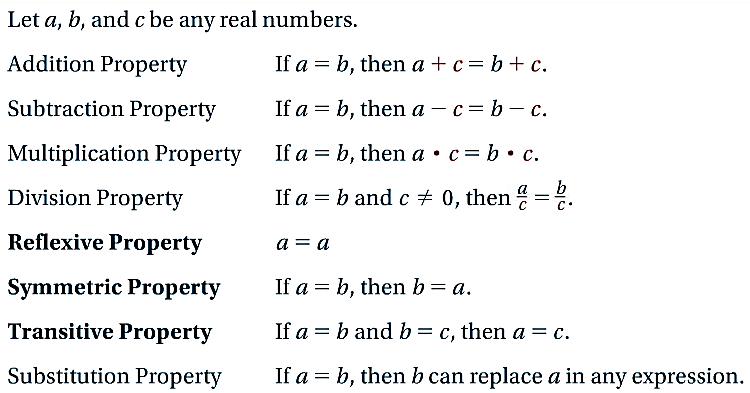 Let a, b, and c be any real numbers.
Addition Property If a = b, then a + c = b + c.
Subtraction Property If a = b, then a − c = b − c.
Multiplication Property If a = b, then a • c = b • c.
Division Property If a = b and c ≠ 0, then a/c = b/c.
Reflexive Property a = a
Symmetric Property If a = b, then b = a.
Transitive Property If a = b and b = c, then a = c.
Substitution Property If a = b, then b can replace a in any expression.